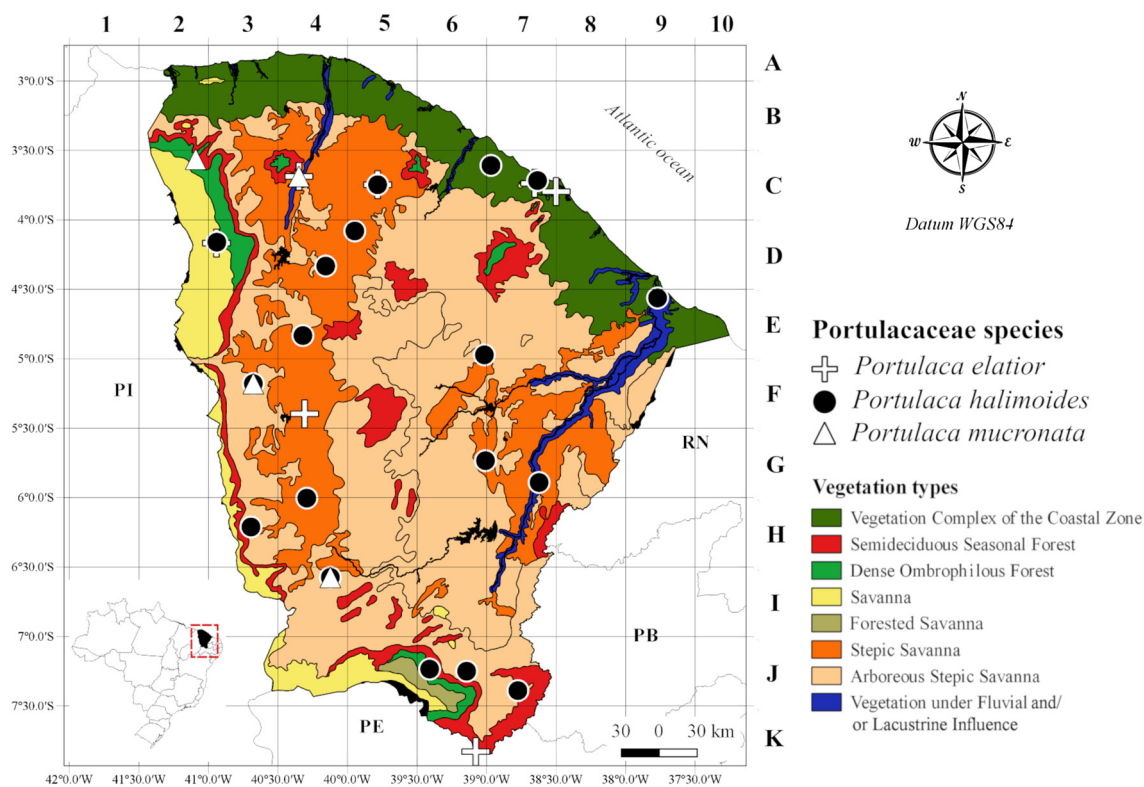 1 2 3 4 5 6 7 8 9 10
A
B
C
D
E
F
G
H
I
J
K
3°0.0'S
3°30.0'S
4°0.0'S
4°30.0'S
5°0.0'S
5°30.0'S
6°0.0'S
6°30.0'S
7°0.0'S
7°30.0'S
42°0.0'W 41°30.0'W 41°0.0'W 40°30.0'W 40°0.0'W 39°30.0'W 39°0.0'W 38°30.0'W 38°0.0'W 37°30.0'W
Atlantic ocean
PI
RN
PB
PE
30 0 30 km
N
W E
S
Datum WGS84
Portulacaceae species
Portulaca elatior
Portulaca halimoides
Portulaca mucronata
Vegetation types
Vegetation Complex of the Coastal Zone
Semideciduous Seasonal Forest
Dense Ombrophilous Forest
Savanna
Forested Savanna
Stepic Savanna
Arboreous Stepic Savanna
Vegetation under Fluvial and/
or Lacustrine Influence